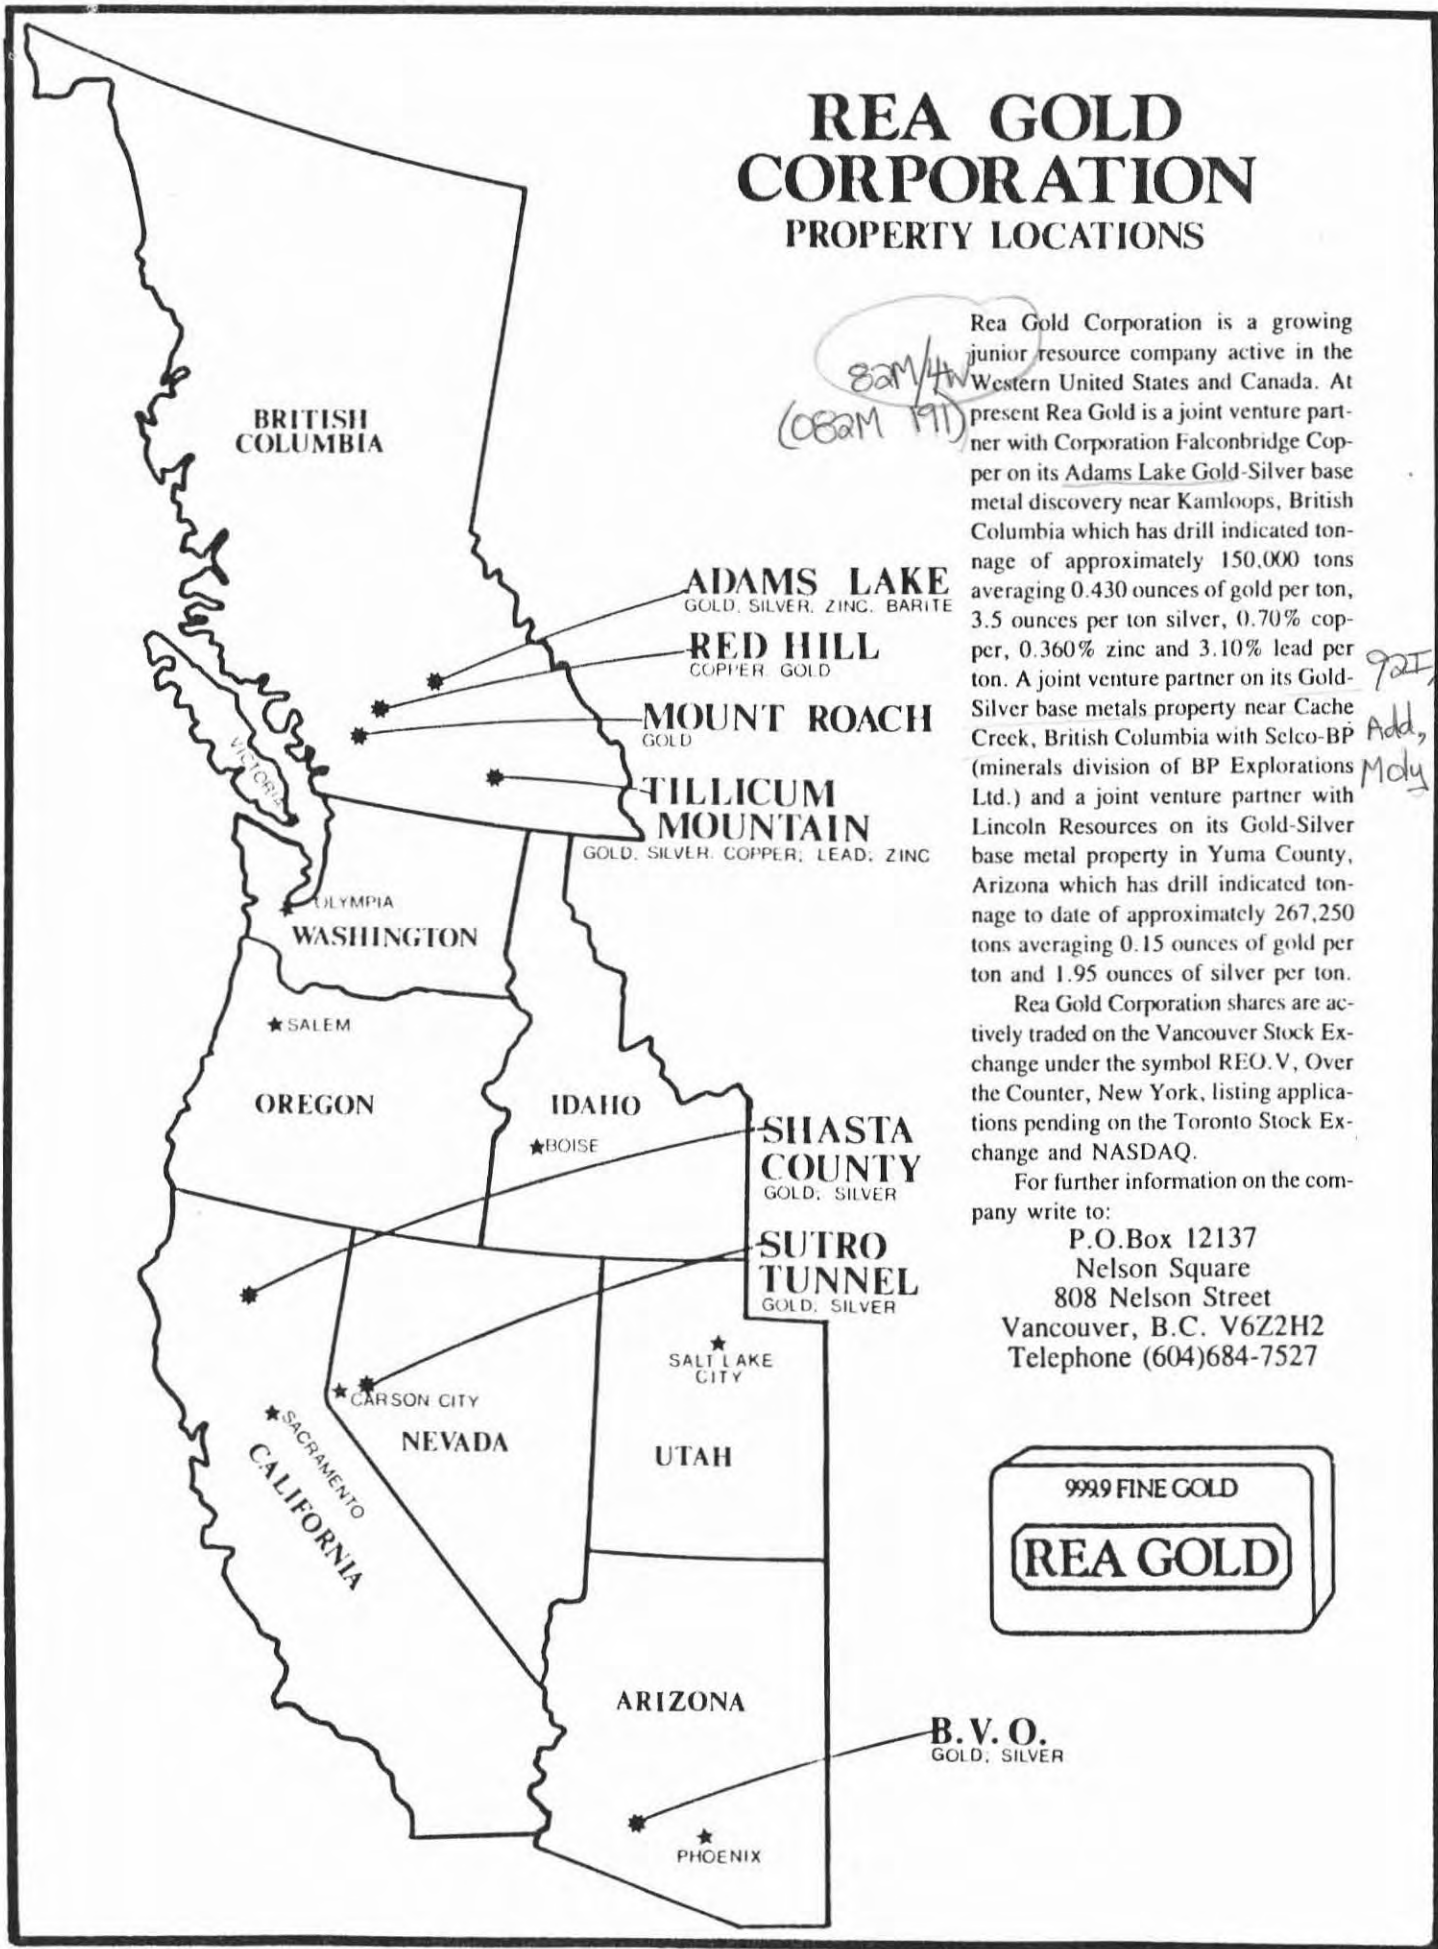 REA GOLD
CORPORATION
PROPERTY LOCATIONS
Rea Gold Corporation is a growing
junior resource company active in the
Western United States and Canada. At
present Rea Gold is a joint venture part-
ner with Corporation Falconbridge Cop-
per on its Adams Lake Gold-Silver base
metal discovery near Kamloops, British
Columbia which has drill indicated ton-
nage of approximately 150,000 tons
averaging 0.430 ounces of gold per ton,
3.5 ounces per ton silver, 0.70% cop-
per, 0.360% zinc and 3.10% lead per
ton. A joint venture partner on its Gold-
Silver base metals property near Cache
Creek, British Columbia with Selco-BP
(minerals division of BP Explorations
Ltd.) and a joint venture partner with
Lincoln Resources on its Gold-Silver
base metal property in Yuma County,
Arizona which has drill indicated ton-
nage to date of approximately 267,250
tons averaging 0.15 ounces of gold per
ton and 1.95 ounces of silver per ton.
Rea Gold Corporation shares are ac-
tively traded on the Vancouver Stock Ex-
change under the symbol REO.V, Over
the Counter, New York, listing applica-
tions pending on the Toronto Stock Ex-
change and NASDAQ.
For further information on the com-
pany write to:
P.O.Box 12137
Nelson Square
808 Nelson Street
Vancouver, B.C. V6Z2H2
Telephone (604)684-7527
999.9 FINE GOLD
REA GOLD
82M/4W
(082M 191)
92I,
Add,
Moly
BRITISH
COLUMBIA
ADAMS LAKE
GOLD, SILVER, ZINC, BARITE
RED HILL
COPPER GOLD
MOUNT ROACH
GOLD
VICTORIA
TILLICUM
MOUNTAIN
GOLD, SILVER, COPPER, LEAD, ZINC
OLYMPIA
WASHINGTON
SALEM
OREGON
IDAHO
BOISE
SHASTA
COUNTY
GOLD, SILVER
SUTRO
TUNNEL
GOLD, SILVER
SALT LAKE
CITY
CARSON CITY
SACRAMENTO
CALIFORNIA
NEVADA
UTAH
ARIZONA
B.V.O.
GOLD, SILVER
PHOENIX